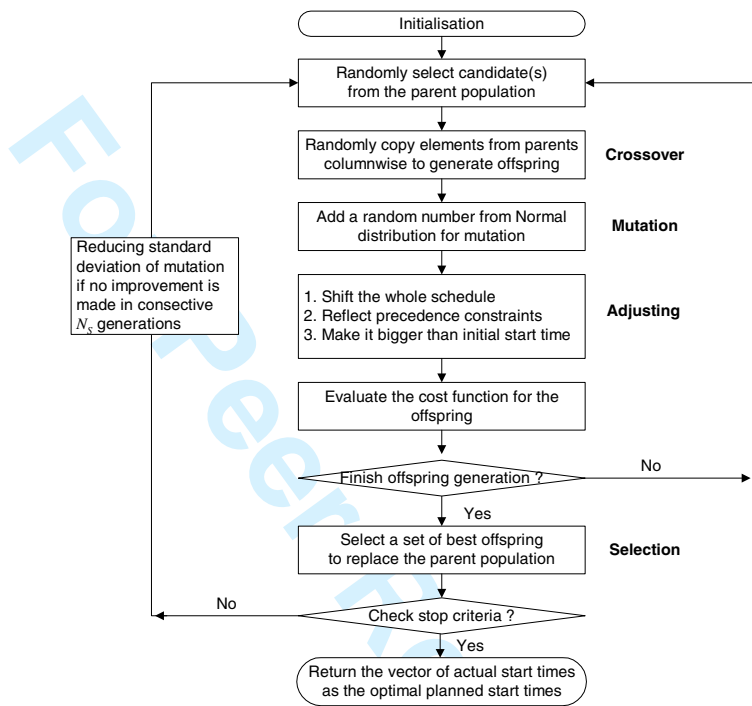 Initialisation
Randomly select candidate(s)
from the parent population
Randomly copy elements from parents
columnwise to generate offspring
Crossover
Add a random number from Normal
distribution for mutation
Mutation
Reducing standard
deviation of mutation
if no improvement is
made in consective
N_S generations
1. Shift the whole schedule
2. Reflect precedence constraints
3. Make it bigger than initial start time
Adjusting
Evaluate the cost function for the
offspring
Finish offspring generation ?
No
Yes
Select a set of best offspring
to replace the parent population
Selection
No
Check stop criteria ?
Yes
Return the vector of actual start times
as the optimal planned start times
For Peer Re